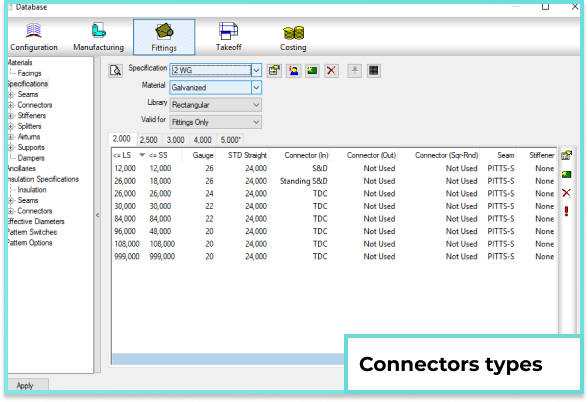 Database
Configuration Manufacturing Fittings Takeoff Costing
Materials
Facings
Specifications
Seams
Connectors
Stiffeners
Splitters
Airturns
Supports
Dampers
Ancillaries
Insulation Specifications
Insulation
Seams
Connectors
Effective Diameters
Pattern Switches
Pattern Options
Apply
Specification 2 WG
Material Galvanized
Library Rectangular
Valid for Fittings Only
2,000 2,500 3,000 4,000 5,000*
<= LS <= SS Gauge STD Straight Connector (In) Connector (Out) Connector (Sqr-Rnd) Seam Stiffener
12,000 12,000 26 24,000 S&D Not Used Not Used PITTS-S None
26,000 18,000 26 24,000 Standing S&D Not Used Not Used PITTS-S None
26,000 26,000 24 24,000 TDC Not Used Not Used PITTS-S None
30,000 30,000 22 24,000 TDC Not Used Not Used PITTS-S None
84,000 84,000 22 24,000 TDC Not Used Not Used PITTS-S None
96,000 48,000 20 24,000 TDC Not Used Not Used PITTS-S None
108,000 108,000 20 24,000 TDC Not Used Not Used PITTS-S None
999,000 999,000 20 24,000 TDC Not Used Not Used PITTS-S None
Connectors types